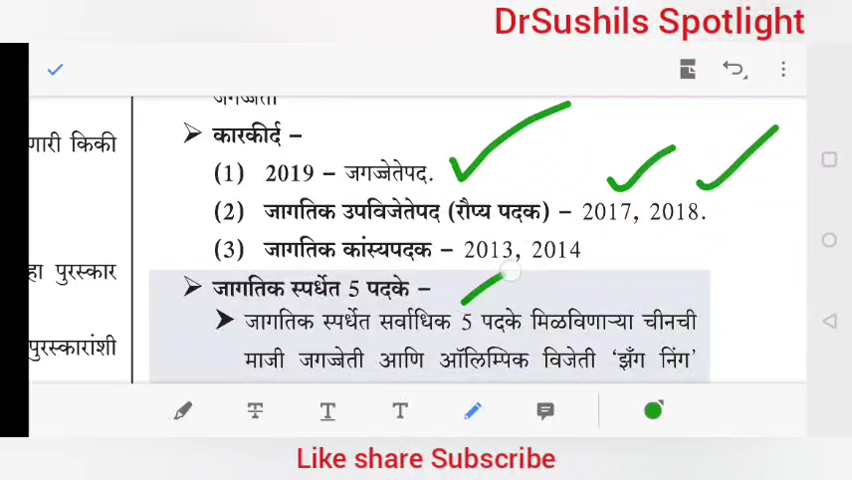 DrSushils Spotlight
जगज्जेती
➤ कारकीर्द –
(1) 2019 – जगज्जेतेपद.
णारी किकी
(2) जागतिक उपविजेतेपद (रौप्य पदक) – 2017, 2018.
(3) जागतिक कांस्यपदक – 2013, 2014
हा पुरस्कार
➤ जागतिक स्पर्धेत 5 पदके –
➤ जागतिक स्पर्धेत सर्वाधिक 5 पदके मिळविणाऱ्या चीनची
पुरस्कारांशी
माजी जगज्जेती आणि ऑलिम्पिक विजेती ‘झँग निंग’
T T T
Like share Subscribe